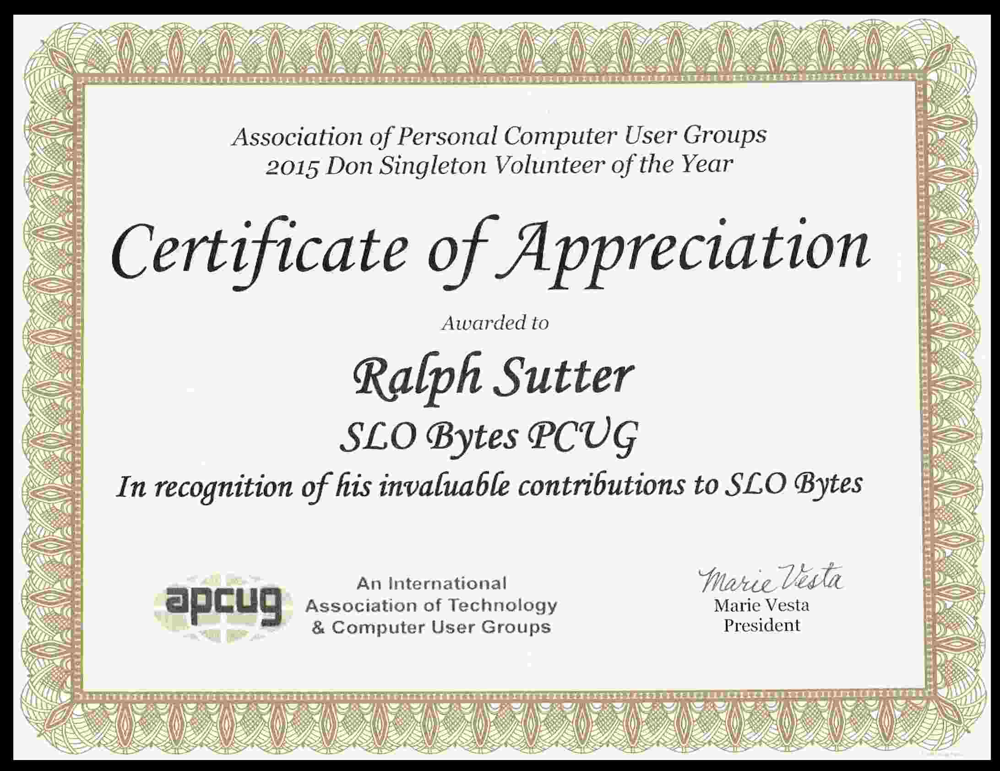 Association of Personal Computer User Groups
2015 Don Singleton Volunteer of the Year
Certificate of Appreciation
Awarded to
Ralph Sutter
SLO Bytes PCUG
In recognition of his invaluable contributions to SLO Bytes
apcug
An International
Association of Technology
& Computer User Groups
Marie Vesta
Marie Vesta
President